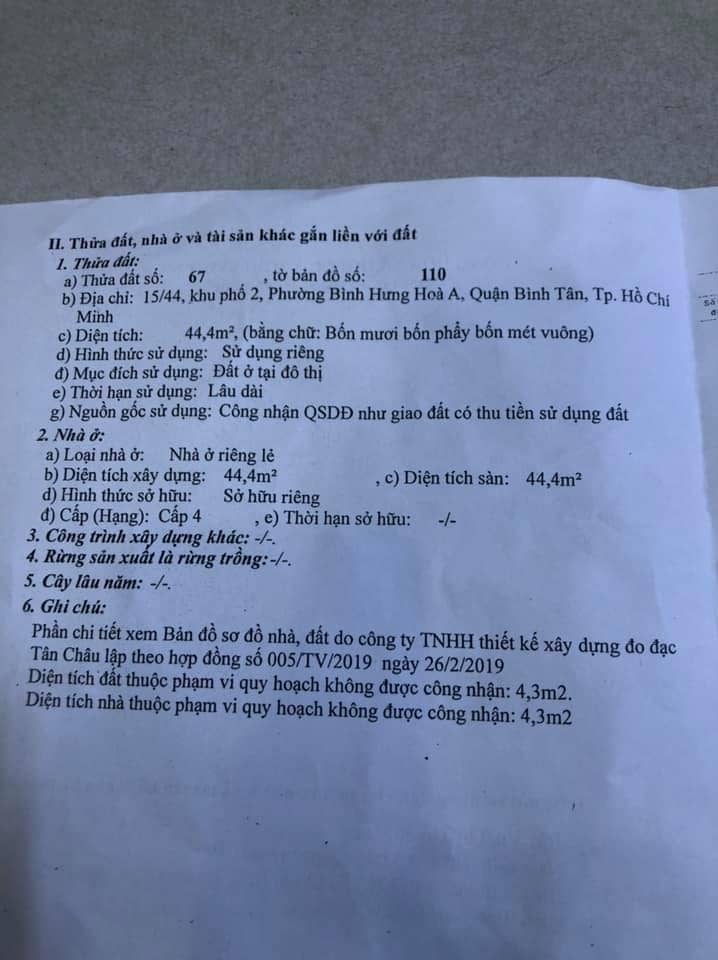 II. Thửa đất, nhà ở và tài sản khác gắn liền với đất
1. Thửa đất:
a) Thửa đất số: 67 , tờ bản đồ số: 110
b) Địa chỉ: 15/44, khu phố 2, Phường Bình Hưng Hoà A, Quận Bình Tân, Tp. Hồ Chí
Minh
c) Diện tích: 44,4m², (bằng chữ: Bốn mươi bốn phẩy bốn mét vuông)
d) Hình thức sử dụng: Sử dụng riêng
đ) Mục đích sử dụng: Đất ở tại đô thị
e) Thời hạn sử dụng: Lâu dài
g) Nguồn gốc sử dụng: Công nhận QSDĐ như giao đất có thu tiền sử dụng đất
2. Nhà ở:
a) Loại nhà ở: Nhà ở riêng lẻ
b) Diện tích xây dựng: 44,4m² , c) Diện tích sàn: 44,4m²
d) Hình thức sở hữu: Sở hữu riêng
đ) Cấp (Hạng): Cấp 4 , e) Thời hạn sở hữu: -/-
3. Công trình xây dựng khác: -/-.
4. Rừng sản xuất là rừng trồng: -/-.
5. Cây lâu năm: -/-.
6. Ghi chú:
Phần chi tiết xem Bản đồ sơ đồ nhà, đất do công ty TNHH thiết kế xây dựng đo đạc
Tân Châu lập theo hợp đồng số 005/TV/2019 ngày 26/2/2019
Diện tích đất thuộc phạm vi quy hoạch không được công nhận: 4,3m2.
Diện tích nhà thuộc phạm vi quy hoạch không được công nhận: 4,3m2